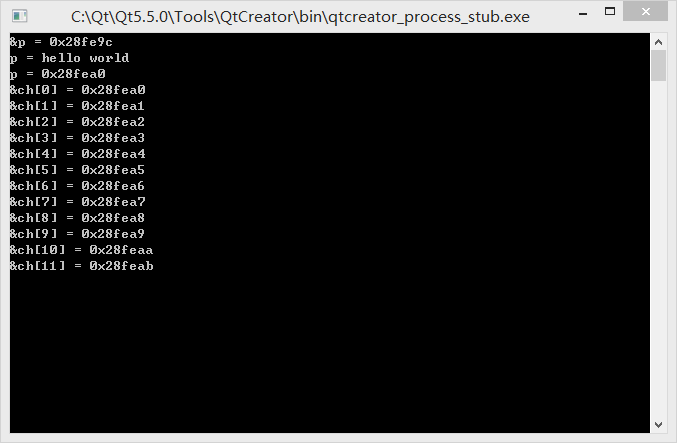 C:\Qt\Qt5.5.0\Tools\QtCreator\bin\qtcreator_process_stub.exe
&p = 0x28fe9c
p = hello world
p = 0x28fea0
&ch[0] = 0x28fea0
&ch[1] = 0x28fea1
&ch[2] = 0x28fea2
&ch[3] = 0x28fea3
&ch[4] = 0x28fea4
&ch[5] = 0x28fea5
&ch[6] = 0x28fea6
&ch[7] = 0x28fea7
&ch[8] = 0x28fea8
&ch[9] = 0x28fea9
&ch[10] = 0x28feaa
&ch[11] = 0x28feab